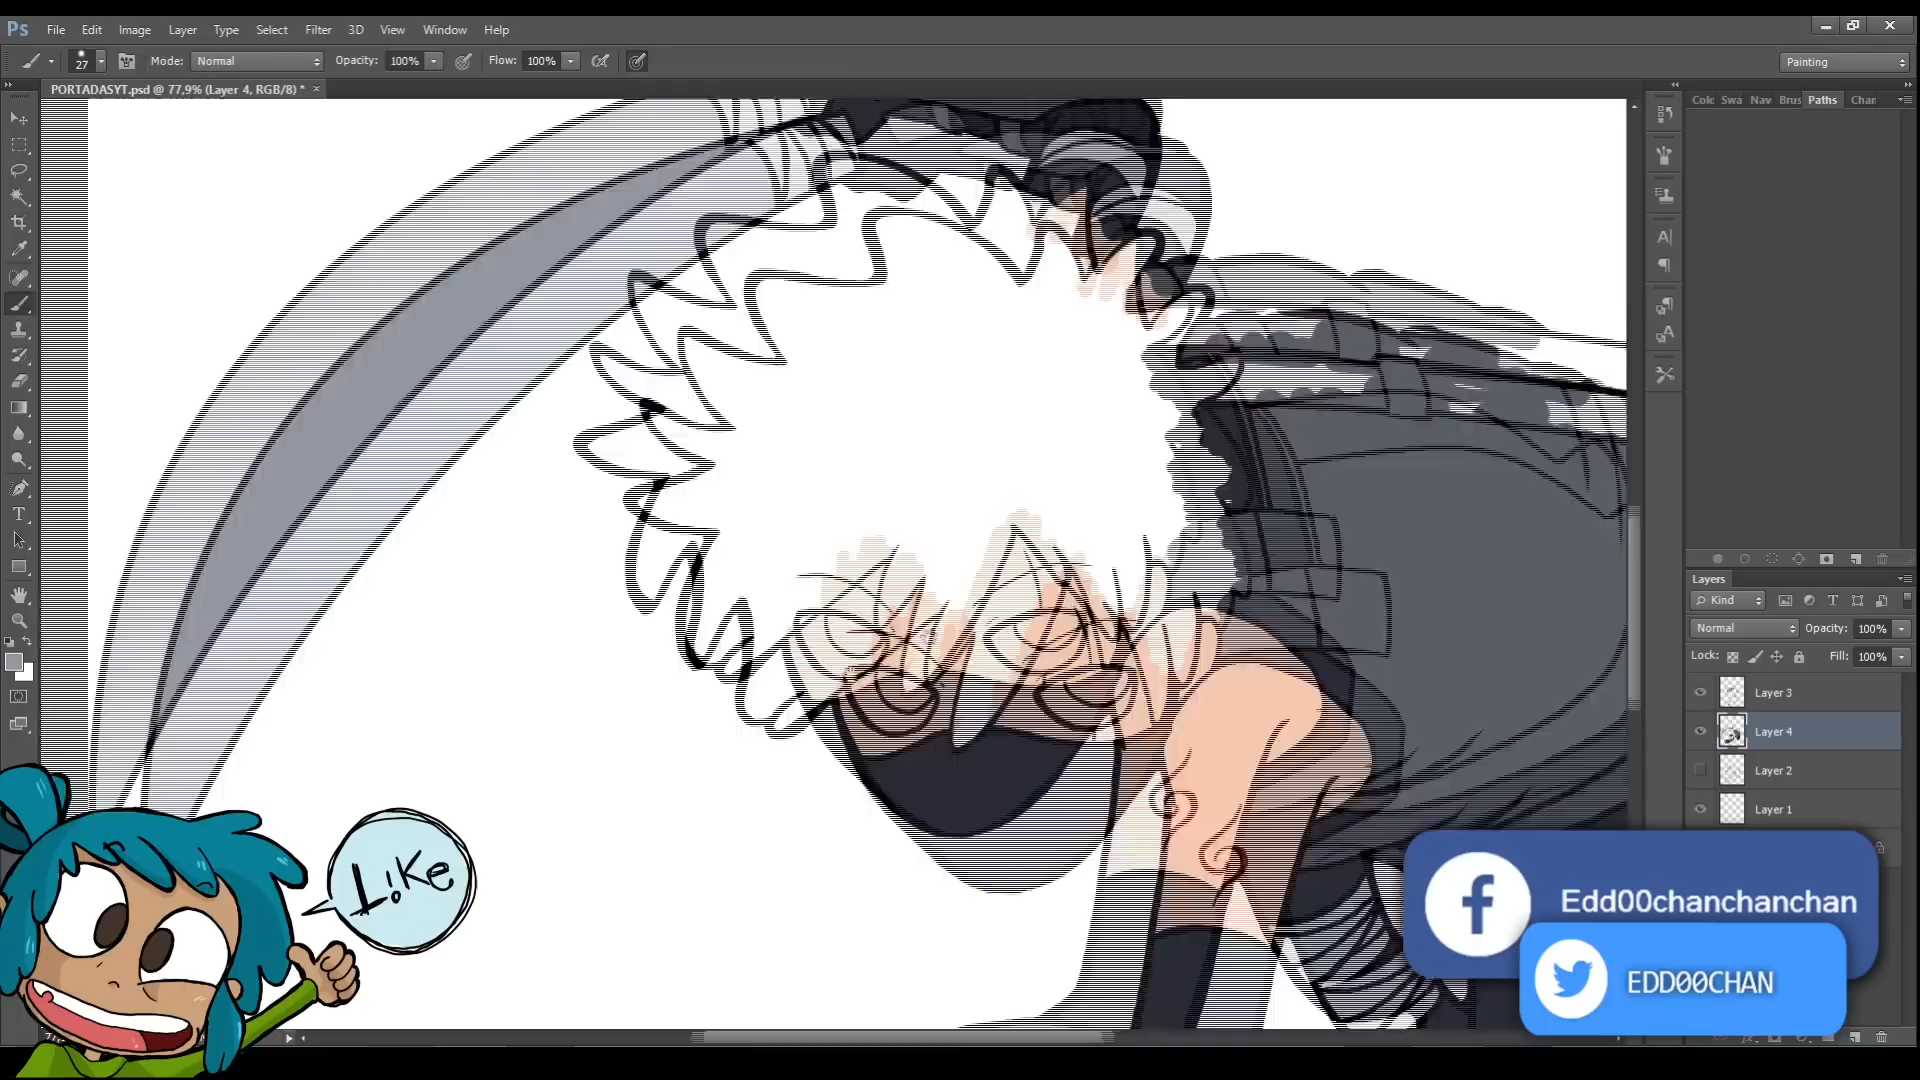 Ps File Edit Image Layer Type Select Filter 3D View Window Help
27 Mode: Normal Opacity: 100% Flow: 100% Painting
PORTADASYT.psd @ 77,9% (Layer 4, RGB/8) * ×
Colc Swa Nav Brus Paths Chan
Layers
Kind
Normal Opacity: 100%
Lock: Fill: 100%
Layer 3
Layer 4
Layer 2
Layer 1
Like
f Edd00chanchanchan
EDD00CHAN